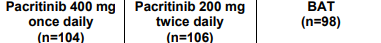 Pacritinib 400 mg
once daily
(n=104)
Pacritinib 200 mg
twice daily
(n=106)
BAT
(n=98)